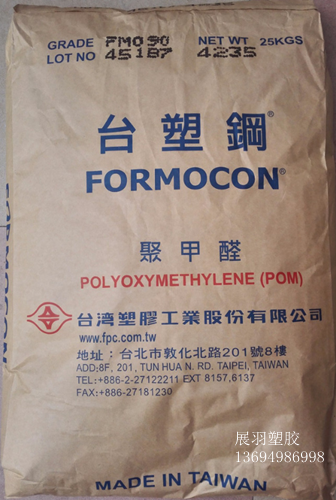 GRADE FM090 NET WT 25KGS
LOT NO 45187 4235
台塑鋼®
FORMOCON®
聚甲醛
POLYOXYMETHYLENE (POM)
台湾塑膠工業股份有限公司
www.fpc.com.tw
地址：台北市敦化北路201號8樓
ADD:8F, 201, TUN HUA N. RD. TAIPEI, TAIWAN
TEL:+886-2-27122211 EXT 8157,6137
FAX:+886-27181230
展羽塑胶
13694986998
MADE IN TAIWAN
FORMOCON